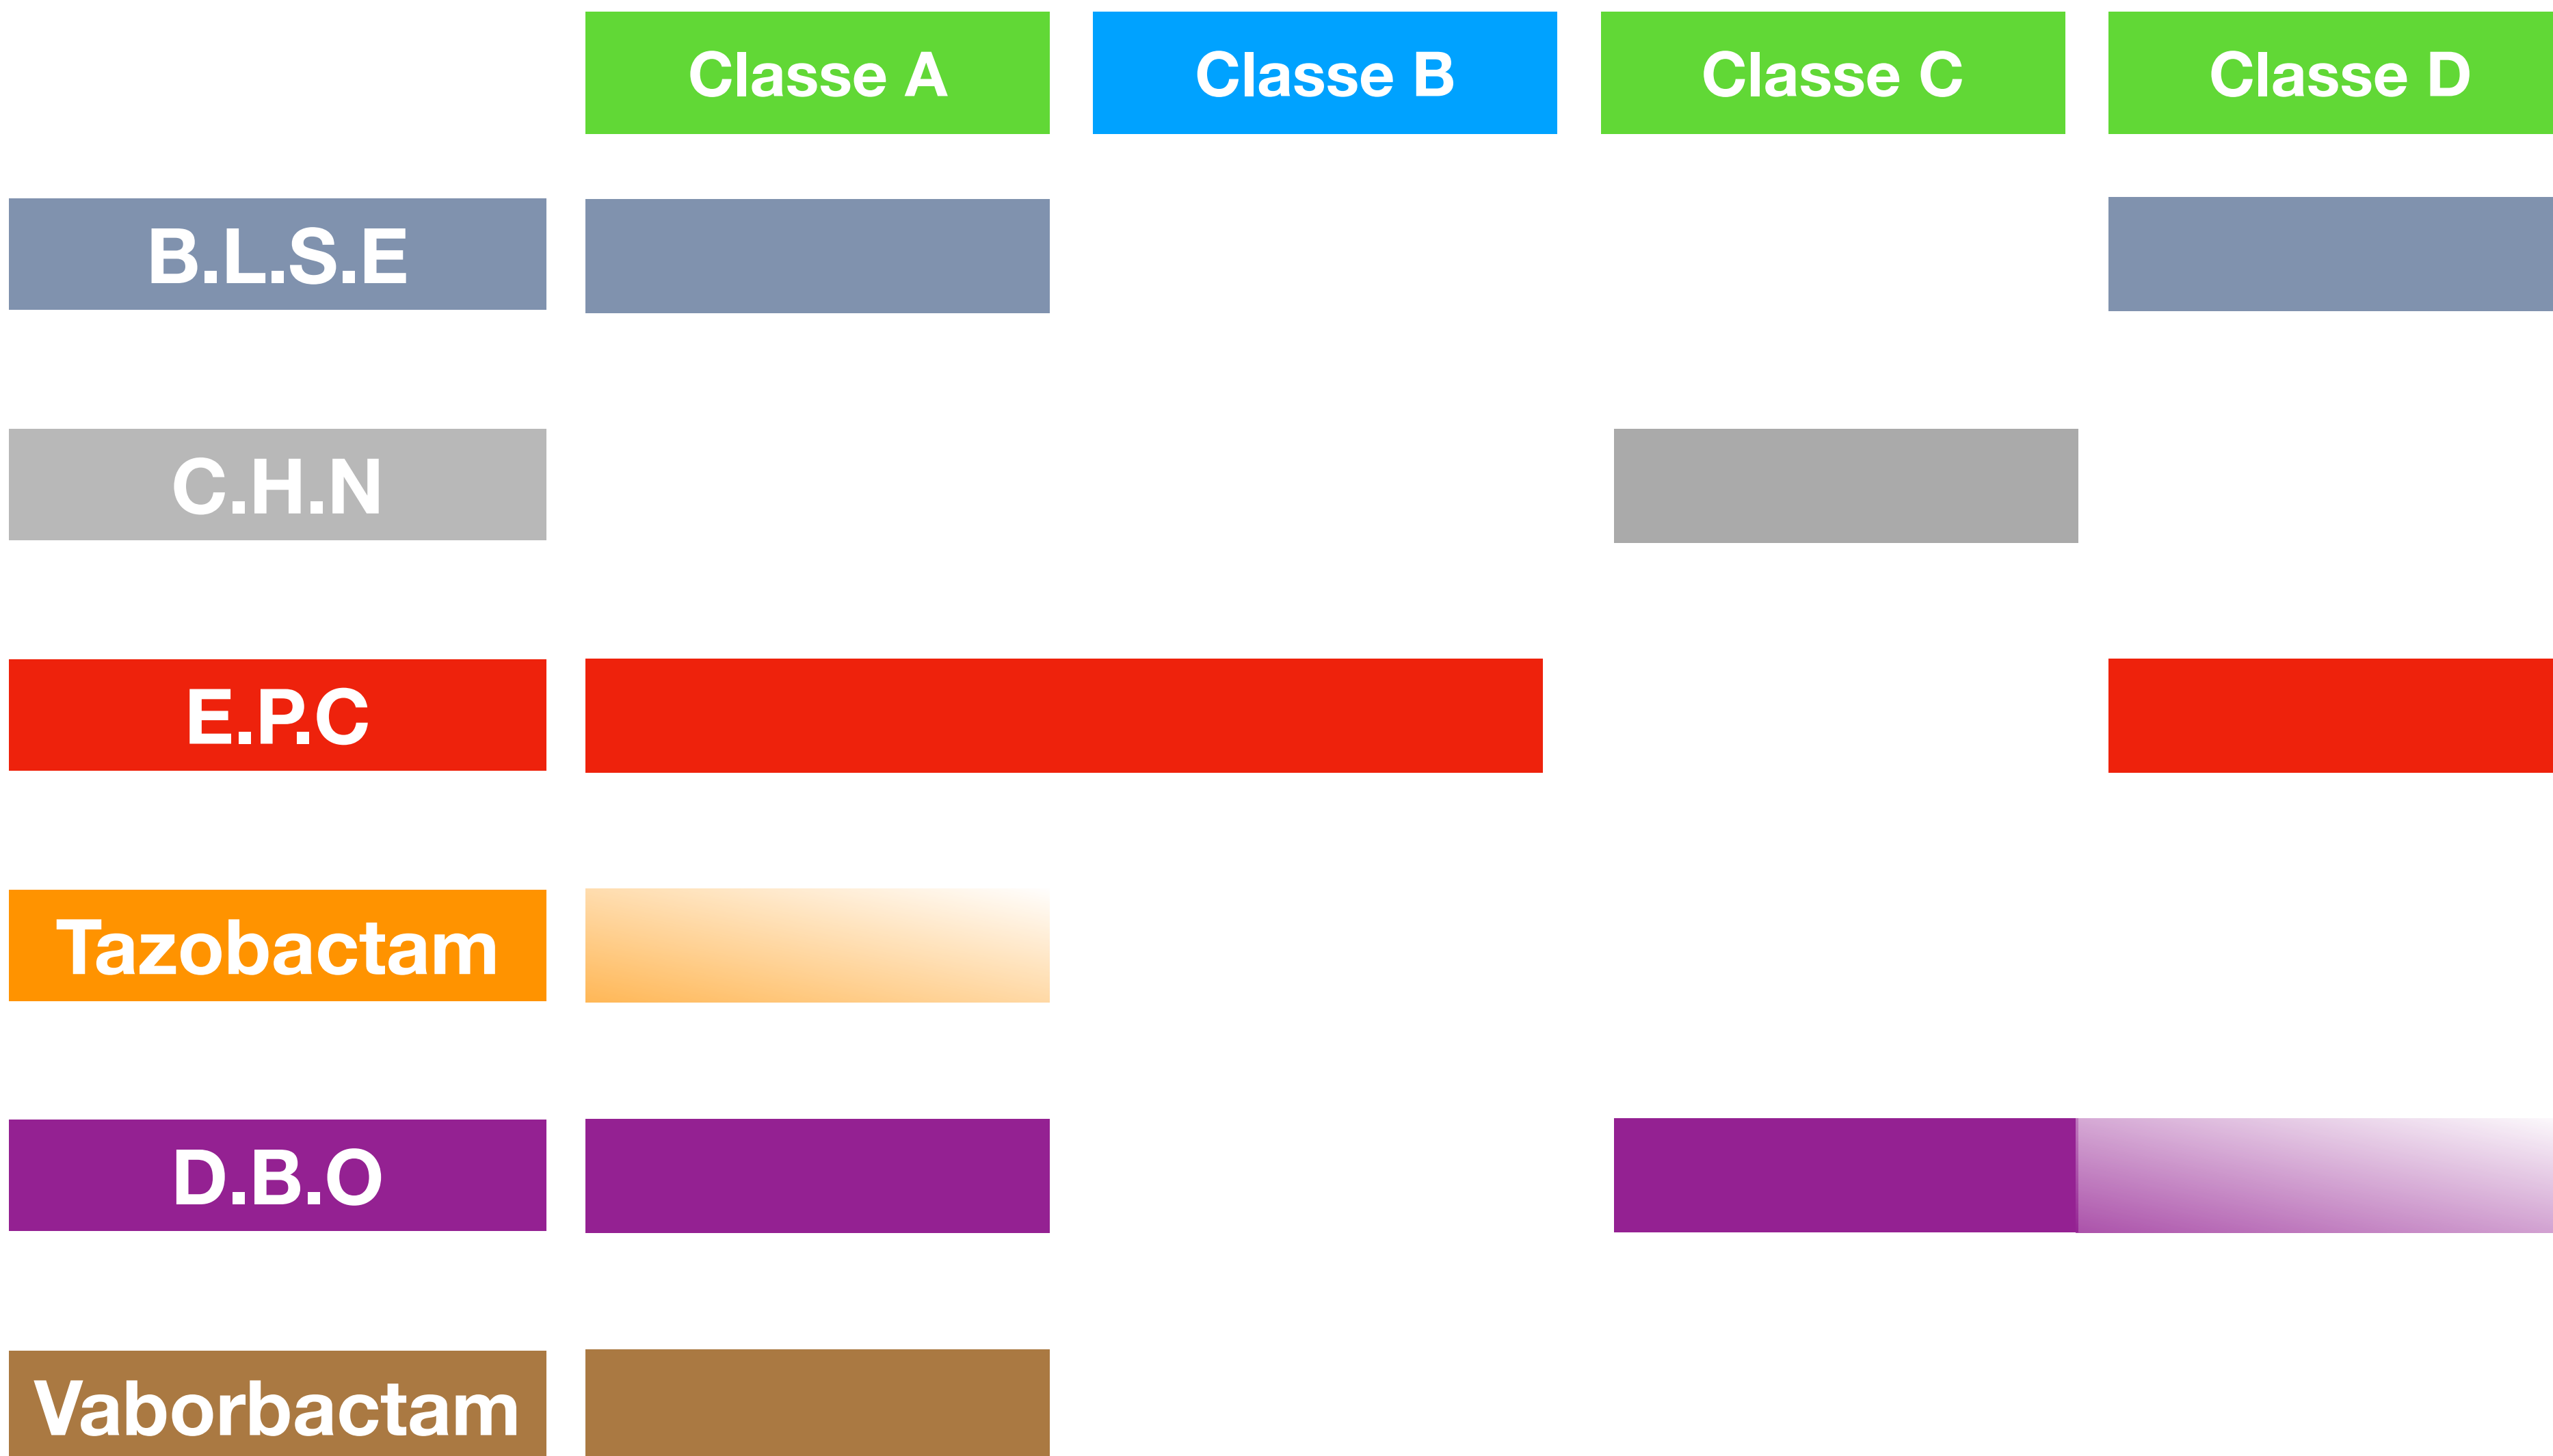 Classe A
Classe B
Classe C
Classe D
B.L.S.E
C.H.N
E.P.C
Tazobactam
D.B.O
Vaborbactam